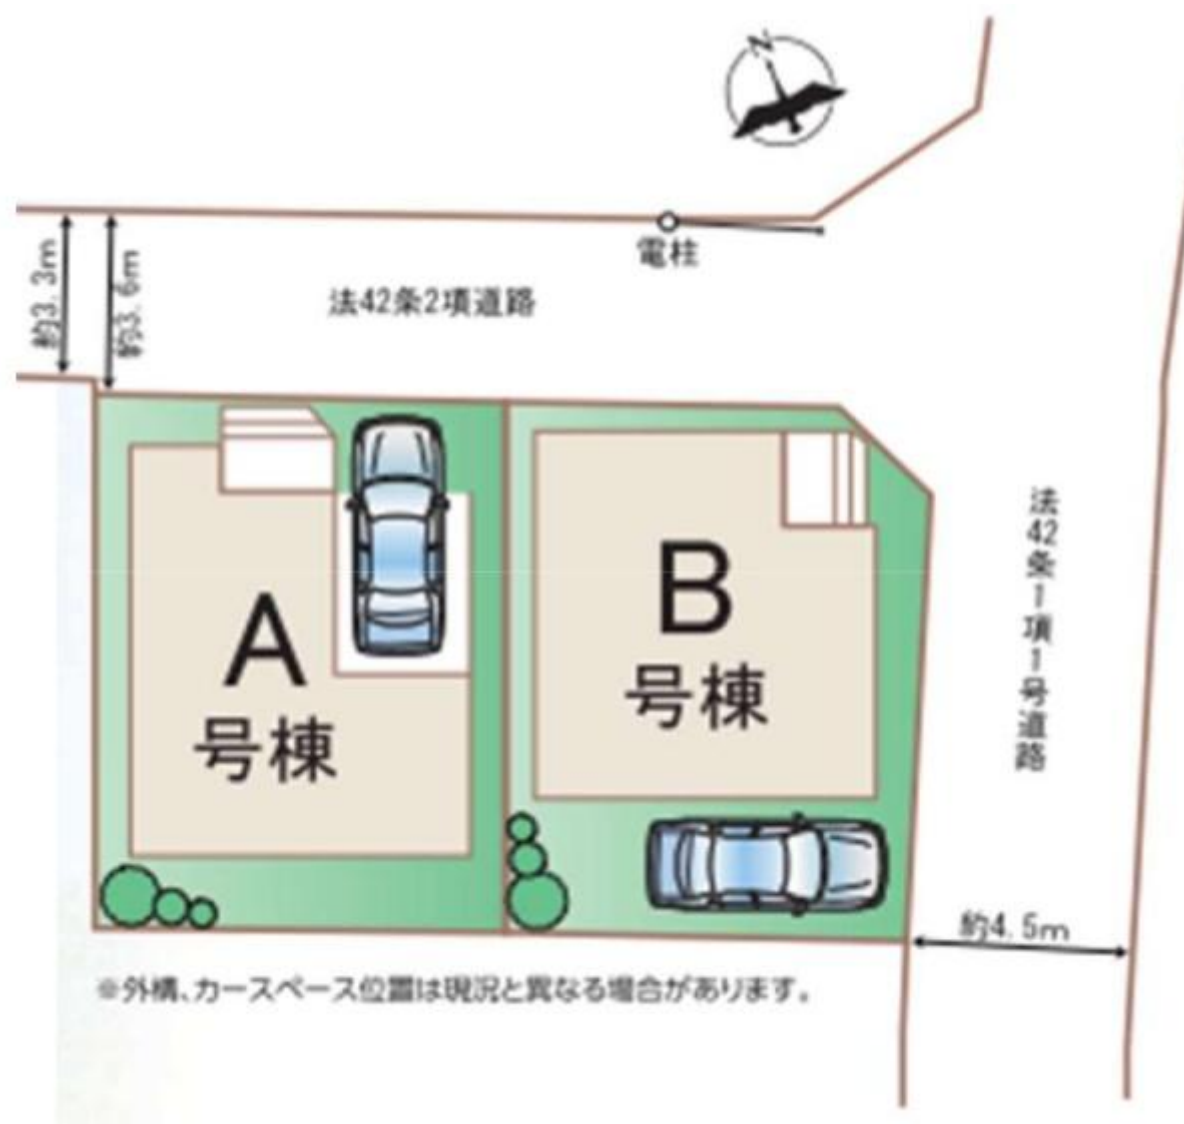 N
電柱
約3.3m
約3.6m
法42条2項道路
法42条1項1号道路
A
号棟
B
号棟
約4.5m
※外構、カースペース位置は現況と異なる場合があります。